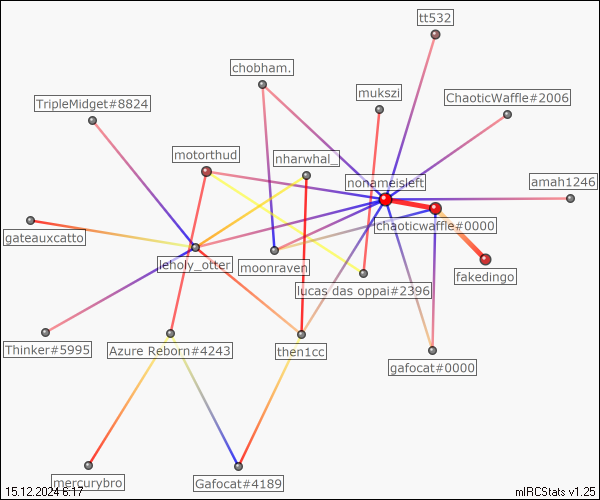 tt532
chobham.
mukszi
ChaoticWaffle#2006
TripleMidget#8824
motorthud
nharwhal_
nonameisleft
amah1246
chaoticwaffle#0000
gateauxcatto
leholy_otter
moonraven
fakedingo
lucas das oppai#2396
Thinker#5995
Azure Reborn#4243
then1cc
gafocat#0000
mercurybro
Gafocat#4189
15.12.2024 6.17
mIRCStats v1.25